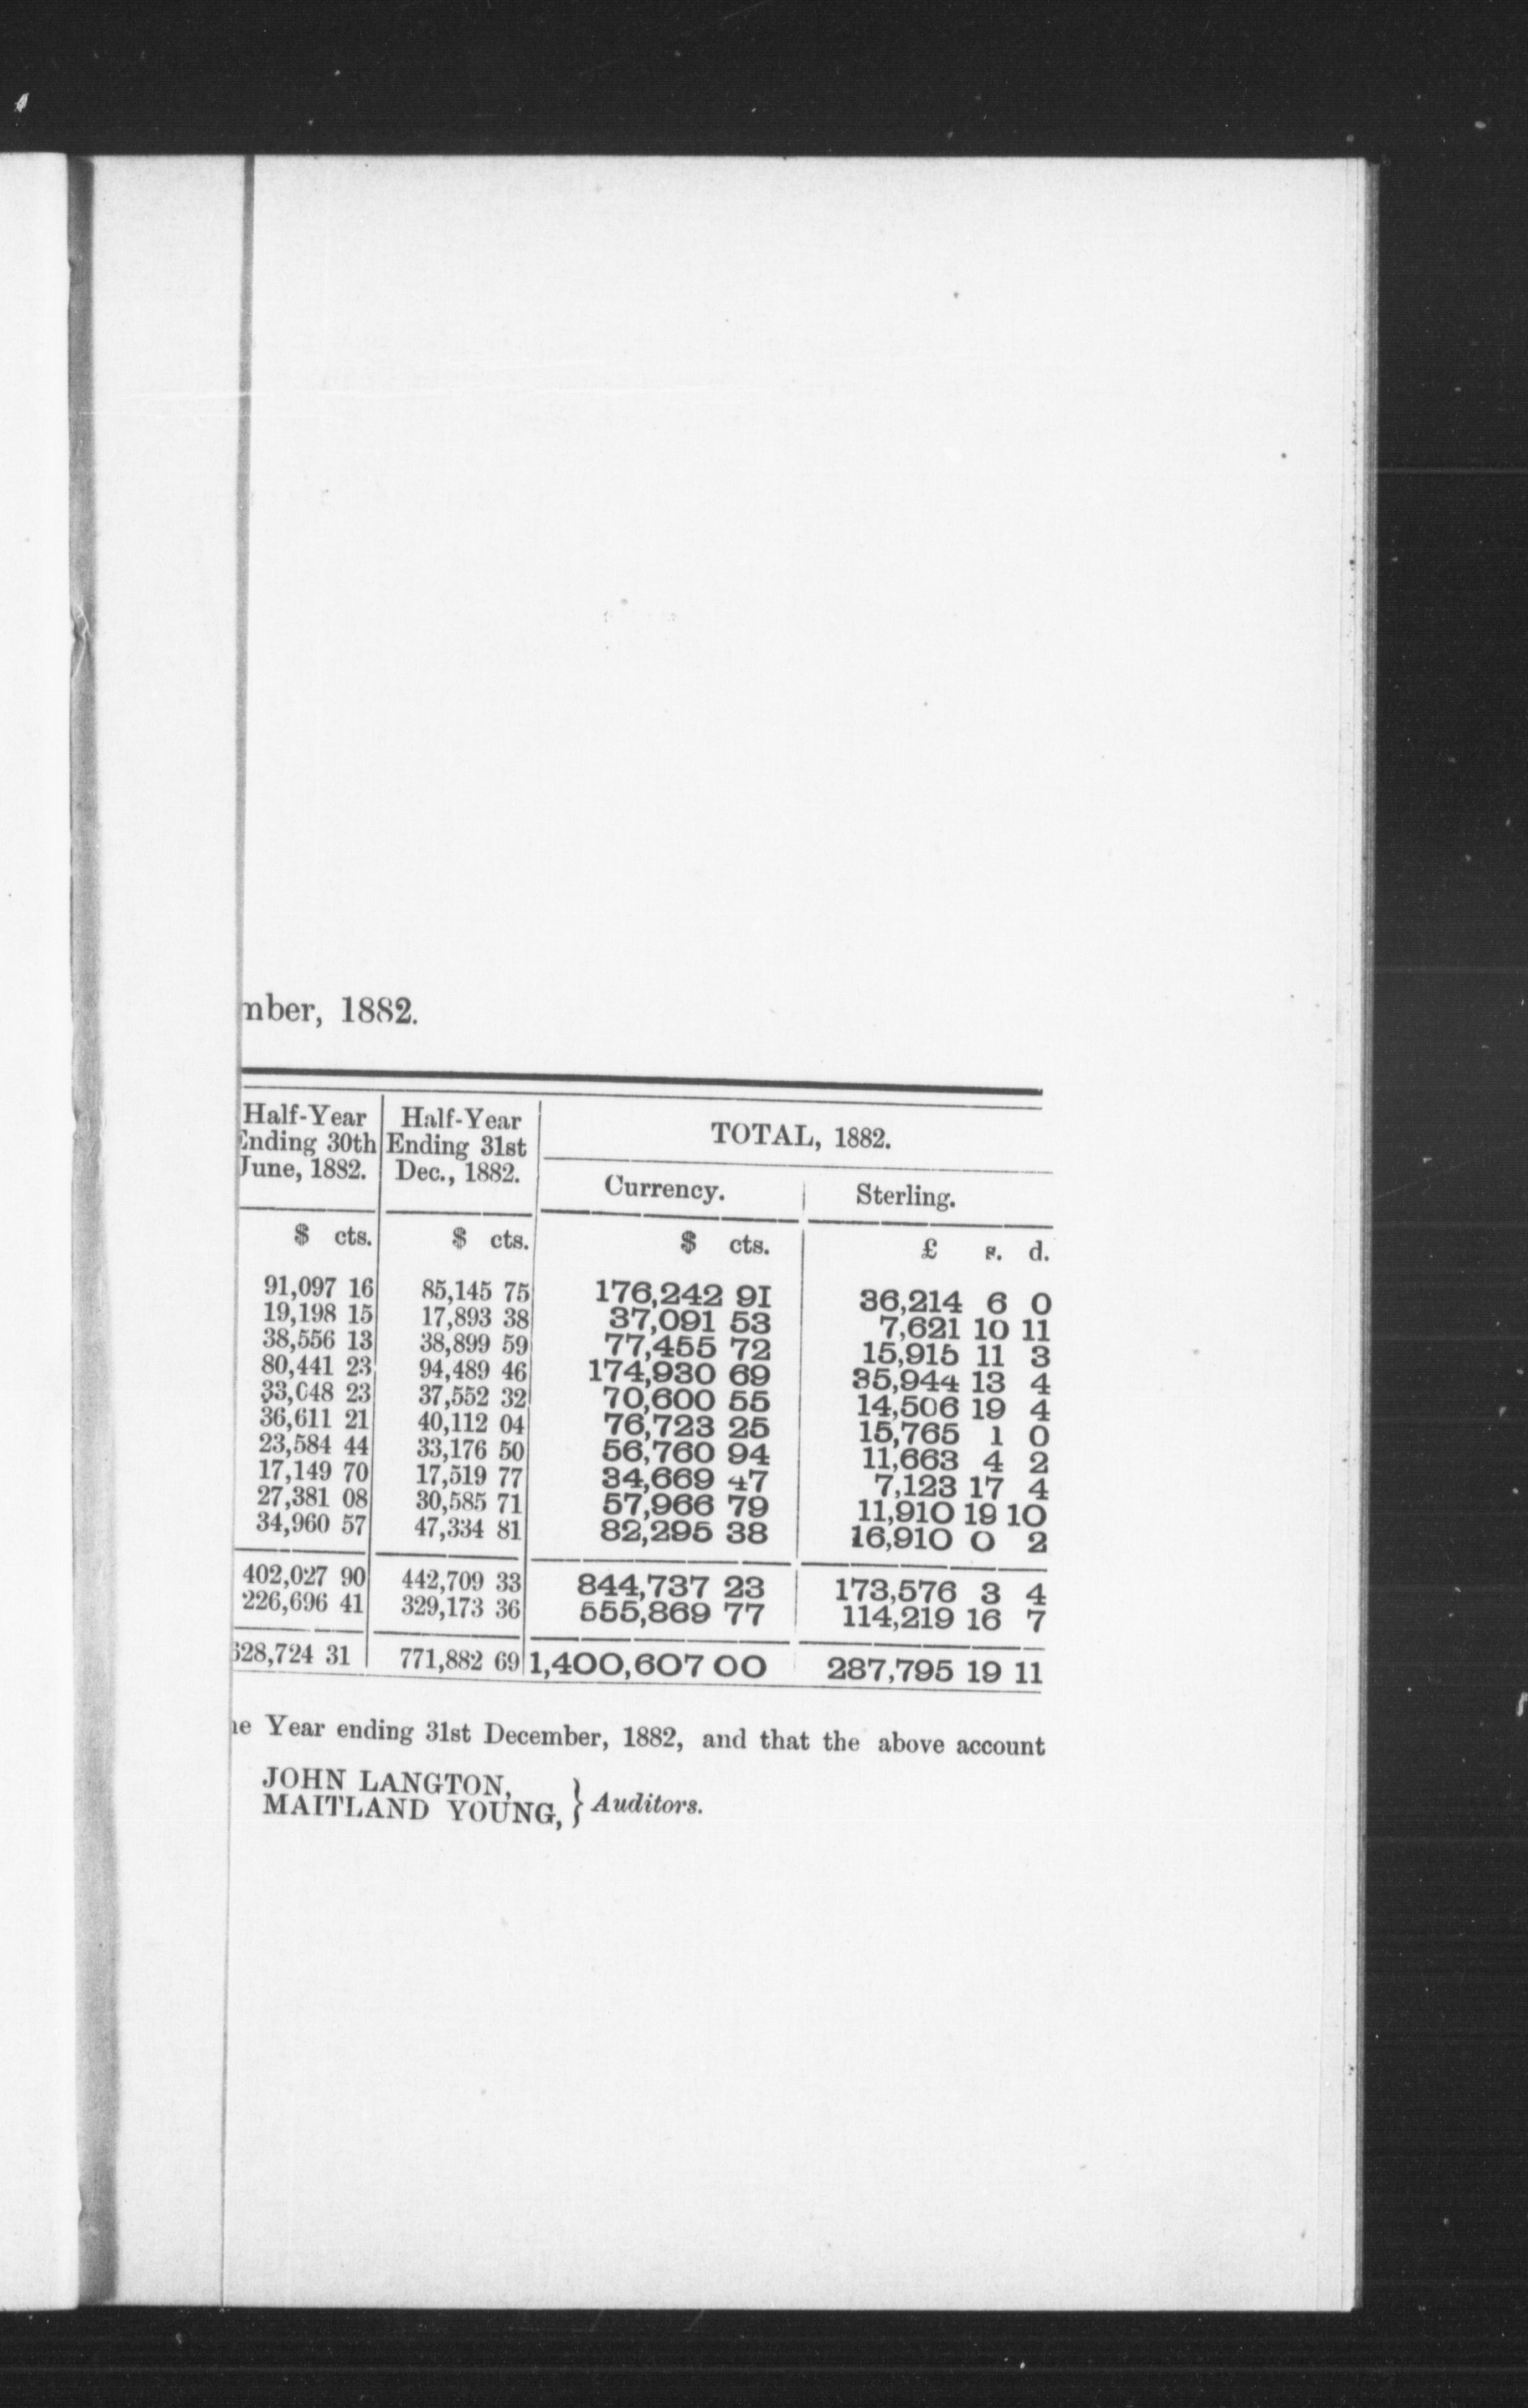 mber, 1882.
Half-Year Half-Year TOTAL, 1882.
Ending 30th Ending 31st
June, 1882. Dec., 1882.
Currency. Sterling.
$ cts. $ cts. $ cts. £ s. d.
91,097 16 85,145 75 176,242 91 36,214 6 0
19,198 15 17,893 38 37,091 53 7,621 10 11
38,556 13 38,899 59 77,455 72 15,915 11 3
80,441 23 94,489 46 174,930 69 35,944 13 4
33,048 23 37,552 32 70,600 55 14,506 19 4
36,611 21 40,112 04 76,723 25 15,765 1 0
23,584 44 33,176 50 56,760 94 11,663 4 2
17,149 70 17,519 77 34,669 47 7,123 17 4
27,381 08 30,585 71 57,966 79 11,910 19 10
34,960 57 47,334 81 82,295 38 16,910 0 2
402,027 90 442,709 33 844,737 23 173,576 3 4
226,696 41 329,173 36 555,869 77 114,219 16 7
628,724 31 771,882 69 1,400,607 00 287,795 19 11
he Year ending 31st December, 1882, and that the above account
JOHN LANGTON,
MAITLAND YOUNG, } Auditors.